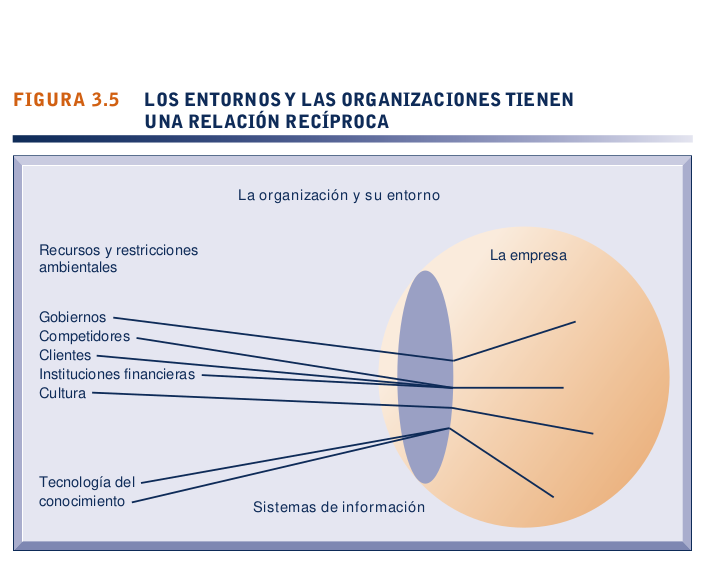 FIGURA 3.5 LOS ENTORNOS Y LAS ORGANIZACIONES TIENEN
UNA RELACIÓN RECÍPROCA
La organización y su entorno
Recursos y restricciones
ambientales
La empresa
Gobiernos
Competidores
Clientes
Instituciones financieras
Cultura
Tecnología del
conocimiento
Sistemas de información